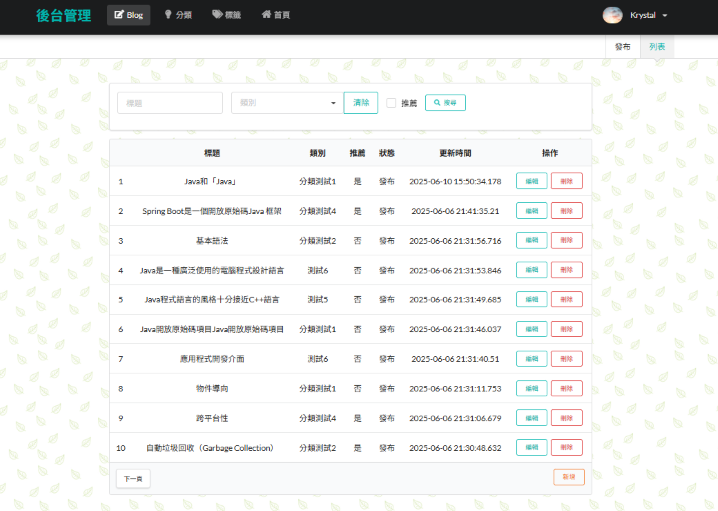 後台管理 Blog 分類 標籤 首頁 Krystal
發布 列表
標題 類別 清除 推薦 搜尋
標題 類別 推薦 狀態 更新時間 操作
1 Java和「Java」 分類測試1 是 發布 2025-06-10 15:50:34.178 編輯 刪除
2 Spring Boot是一個開放原始碼Java 框架 分類測試4 是 發布 2025-06-06 21:41:35.21 編輯 刪除
3 基本語法 分類測試2 否 發布 2025-06-06 21:31:56.716 編輯 刪除
4 Java是一種廣泛使用的電腦程式設計語言 測試6 否 發布 2025-06-06 21:31:53.846 編輯 刪除
5 Java程式語言的風格十分接近C++語言 測試5 否 發布 2025-06-06 21:31:49.685 編輯 刪除
6 Java開放原始碼項目Java開放原始碼項目 分類測試1 否 發布 2025-06-06 21:31:46.037 編輯 刪除
7 應用程式開發介面 測試6 否 發布 2025-06-06 21:31:40.51 編輯 刪除
8 物件導向 分類測試1 否 發布 2025-06-06 21:31:11.753 編輯 刪除
9 跨平台性 分類測試4 是 發布 2025-06-06 21:31:06.679 編輯 刪除
10 自動垃圾回收（Garbage Collection） 分類測試2 是 發布 2025-06-06 21:30:48.632 編輯 刪除
下一頁 新增